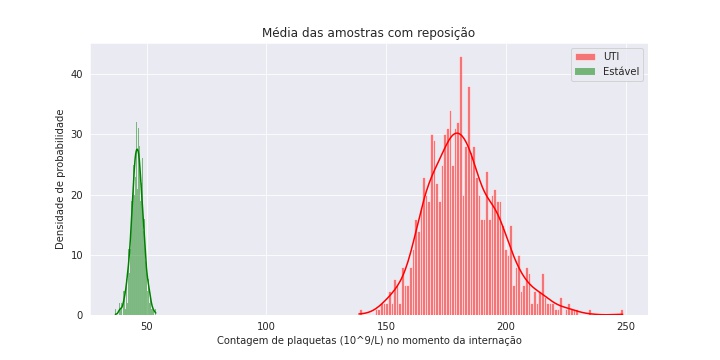 Média das amostras com reposição
UTI
Estável
Densidade de probabilidade
40
30
20
10
0
50
100
150
200
250
Contagem de plaquetas (10^9/L) no momento da internação